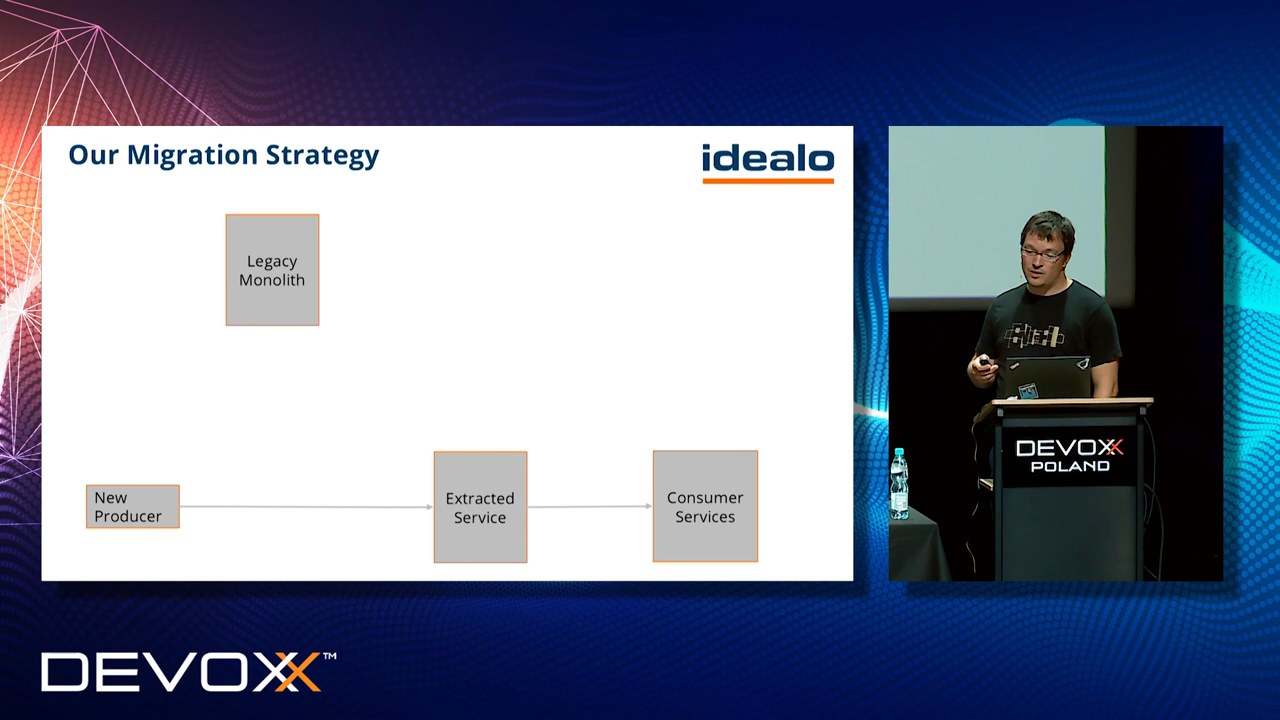 Our Migration Strategy
idealo
Legacy
Monolith
New
Producer
Extracted
Service
Consumer
Services
DEVOXX
POLAND
DEVOXX™